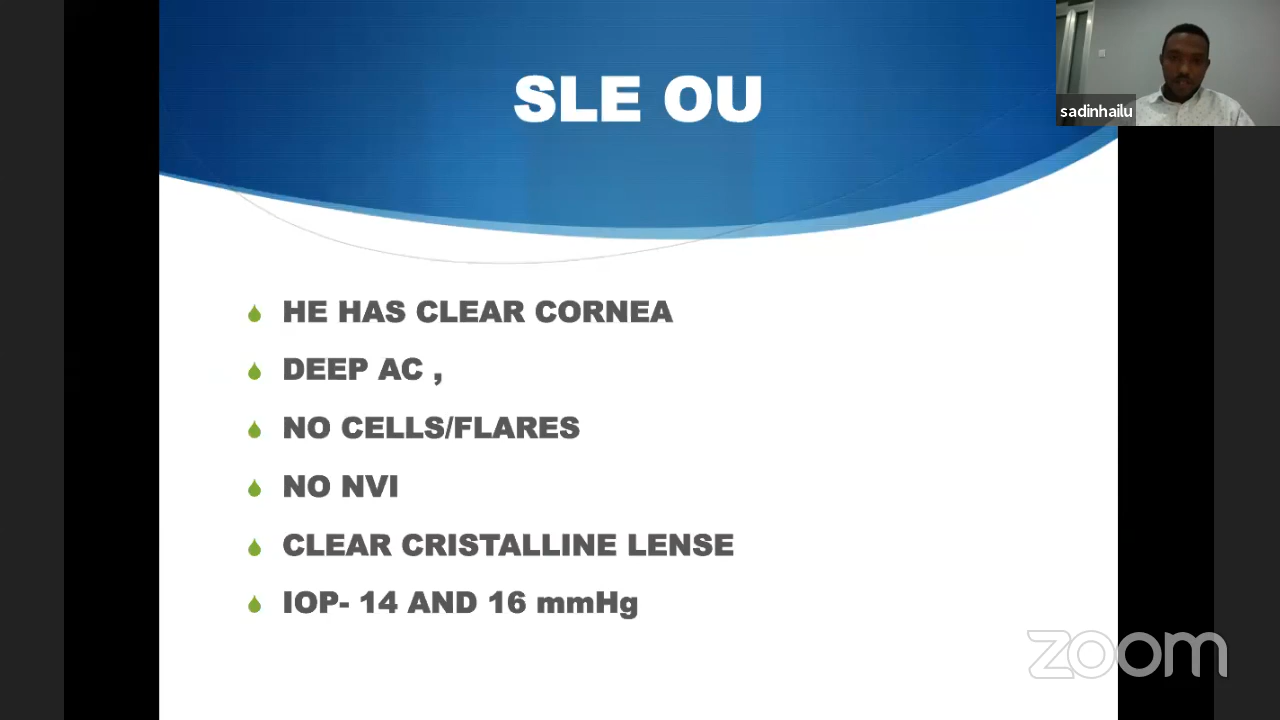 SLE OU
sadinhailu
HE HAS CLEAR CORNEA
DEEP AC ,
NO CELLS/FLARES
NO NVI
CLEAR CRISTALLINE LENSE
IOP- 14 AND 16 mmHg
zoom